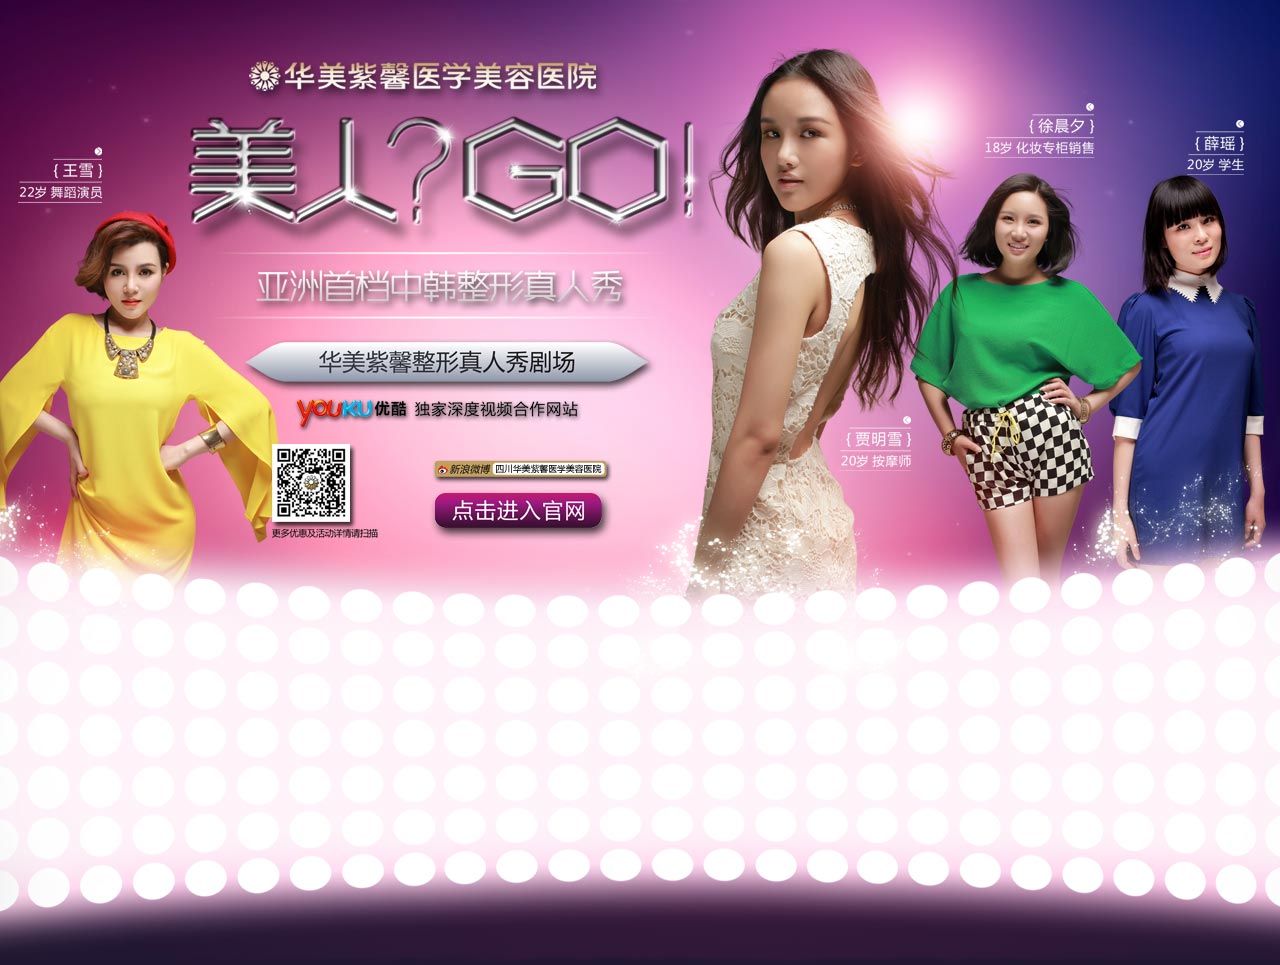 华美紫馨医学美容医院
美人?GO!
亚洲首档中韩整形真人秀
华美紫馨整形真人秀剧场
YOUKU优酷 独家深度视频合作网站
新浪微博 四川华美紫馨医学美容医院
点击进入官网
更多优惠及活动详情请扫描
{ 王雪 }
22岁 舞蹈演员
{ 贾明雪 }
20岁 按摩师
{ 徐晨夕 }
18岁 化妆专柜销售
{ 薛瑶 }
20岁 学生